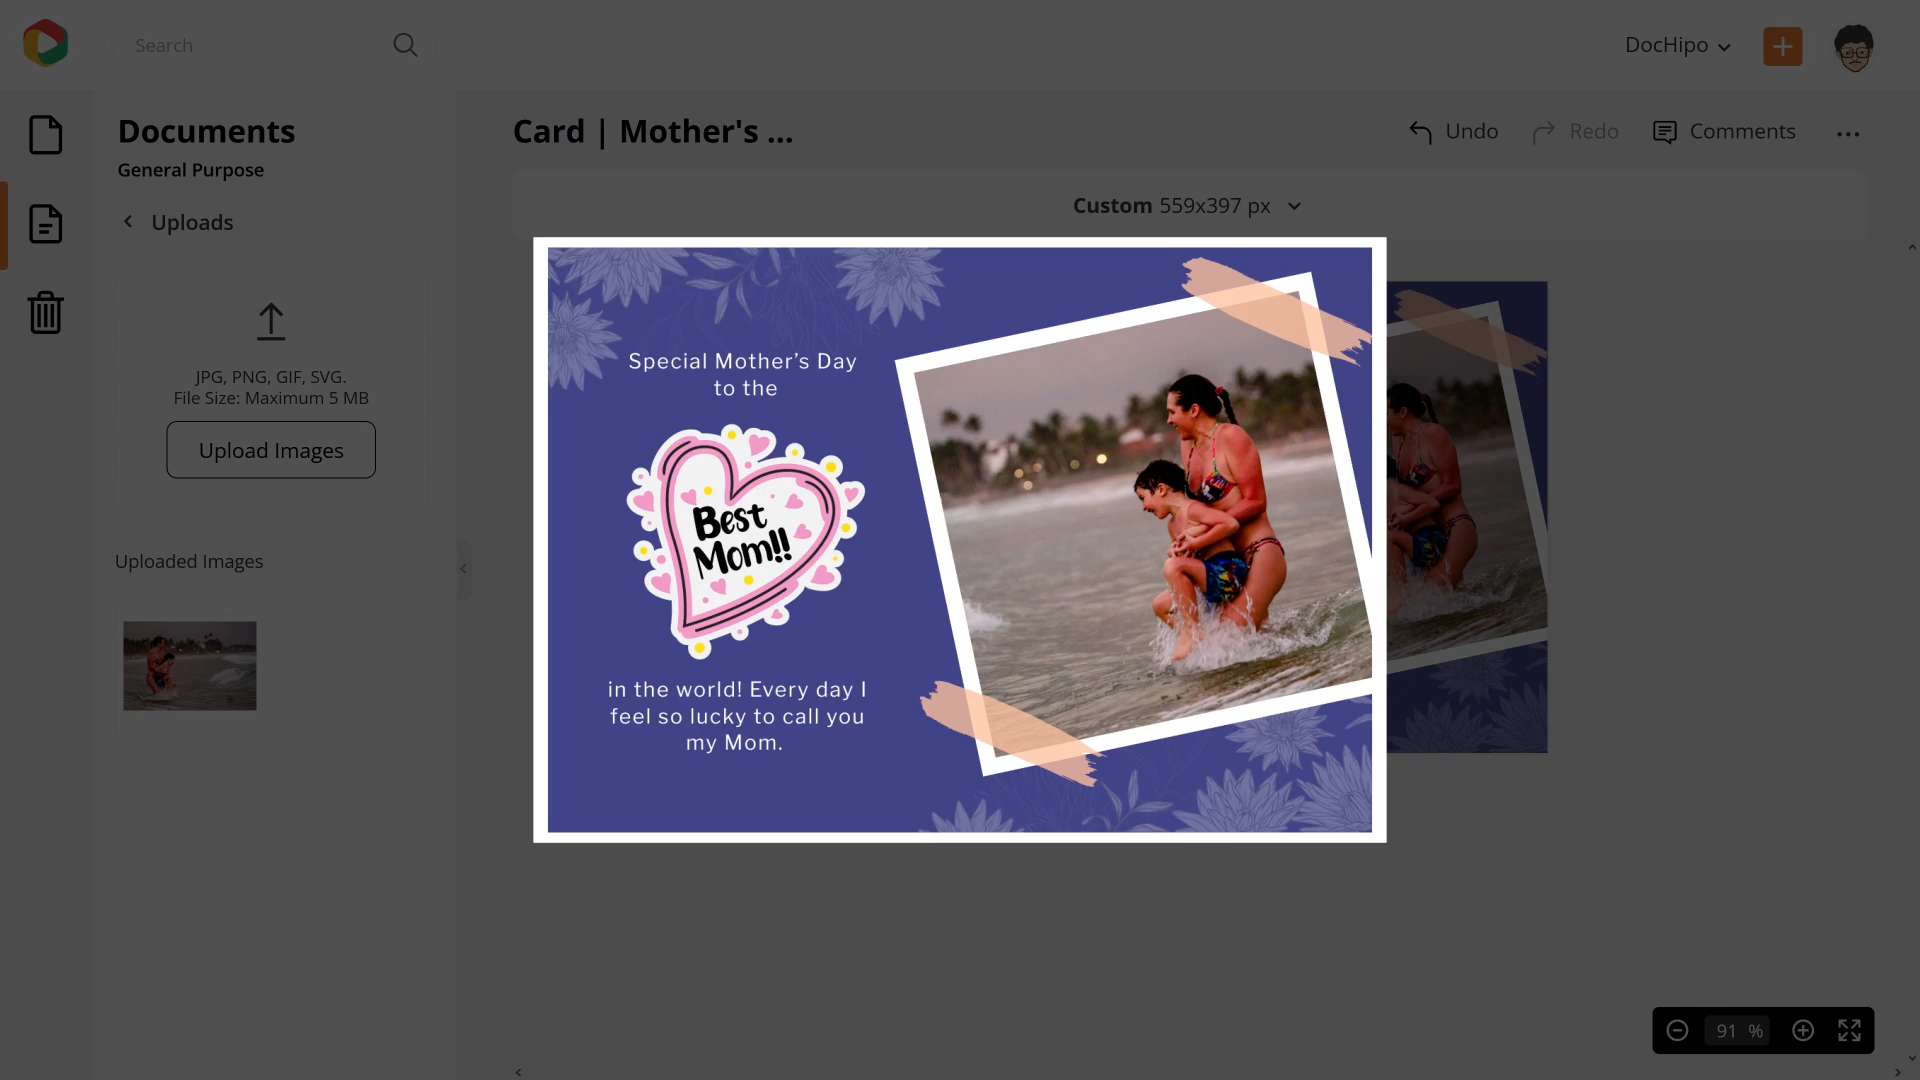 Search
DocHipo
Documents
General Purpose
Uploads
JPG, PNG, GIF, SVG.
File Size: Maximum 5 MB
Upload Images
Uploaded Images
Card | Mother's ...
Undo
Redo
Comments
Custom 559x397 px
Special Mother’s Day
to the
Best
Mom!!
in the world! Every day I
feel so lucky to call you
my Mom.
91 %